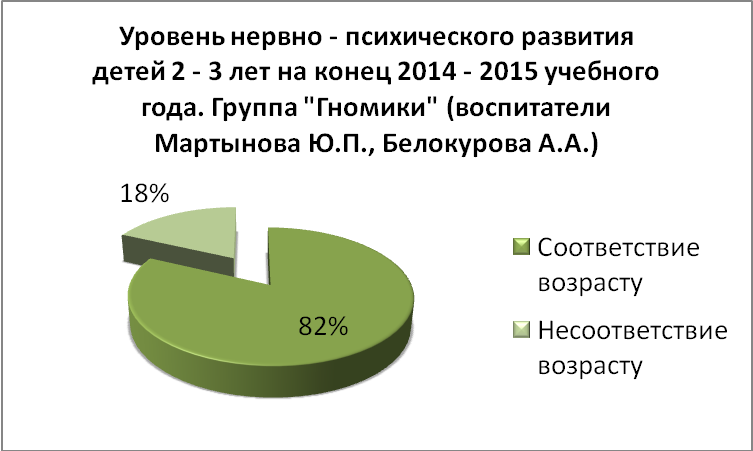 Уровень нервно - психического развития
детей 2 - 3 лет на конец 2014 - 2015 учебного
года. Группа "Гномики" (воспитатели
Мартынова Ю.П., Белокурова А.А.)
18%
82%
Соответствие
возрасту
Несоответствие
возрасту